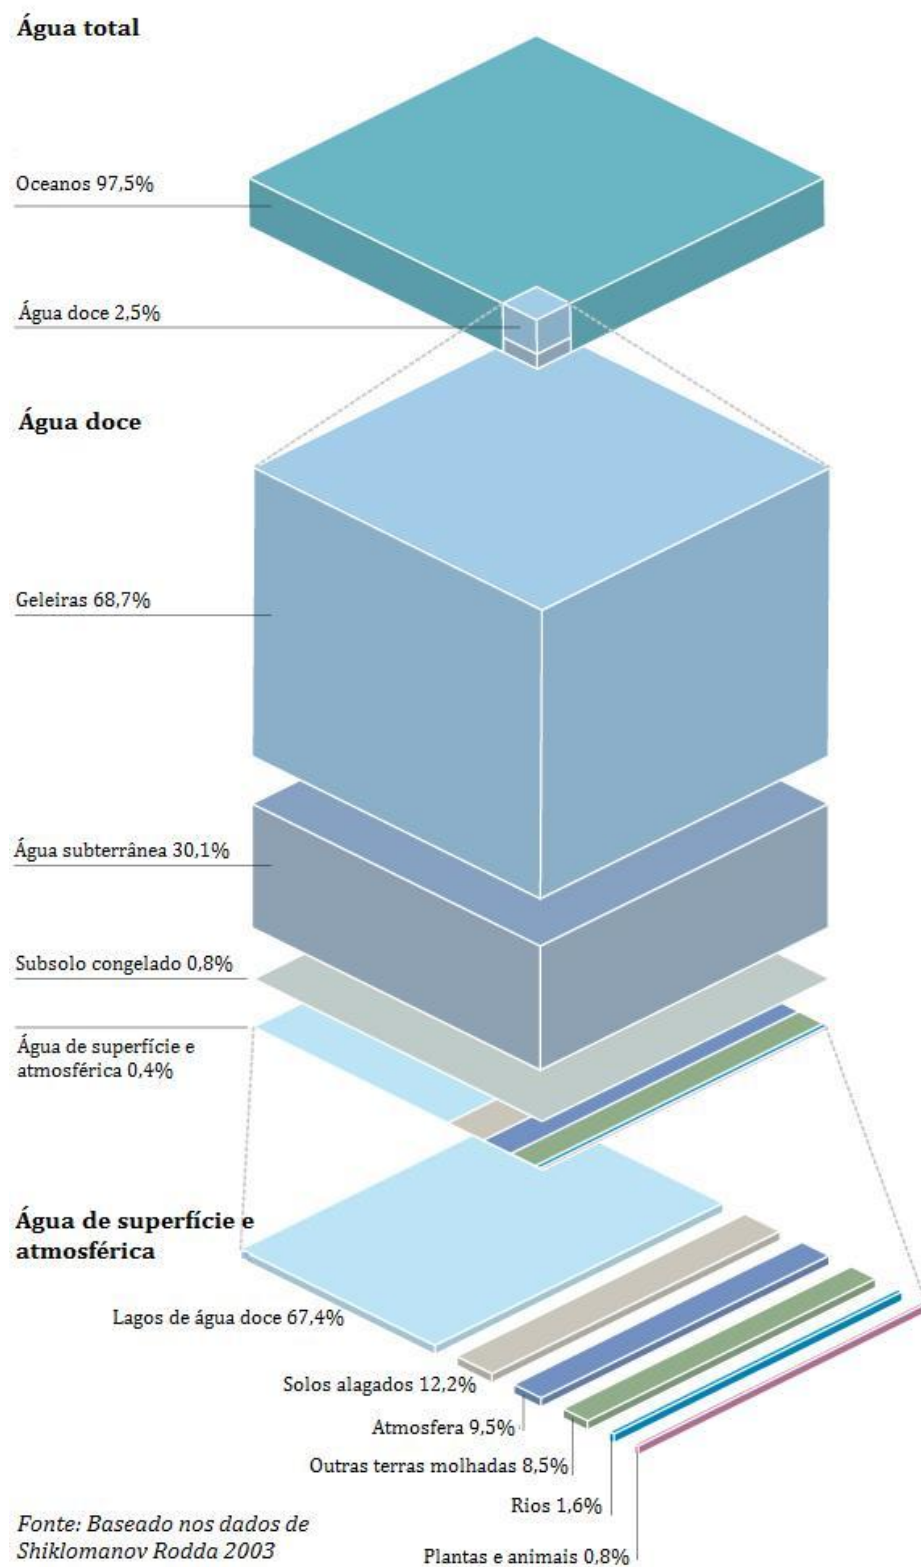 Água total
Oceanos 97,5%
Água doce 2,5%
Água doce
Geleiras 68,7%
Água subterrânea 30,1%
Subsolo congelado 0,8%
Água de superfície e
atmosférica 0,4%
Água de superfície e
atmosférica
Lagos de água doce 67,4%
Solos alagados 12,2%
Atmosfera 9,5%
Outras terras molhadas 8,5%
Rios 1,6%
Plantas e animais 0,8%
Fonte: Baseado nos dados de
Shiklomanov Rodda 2003